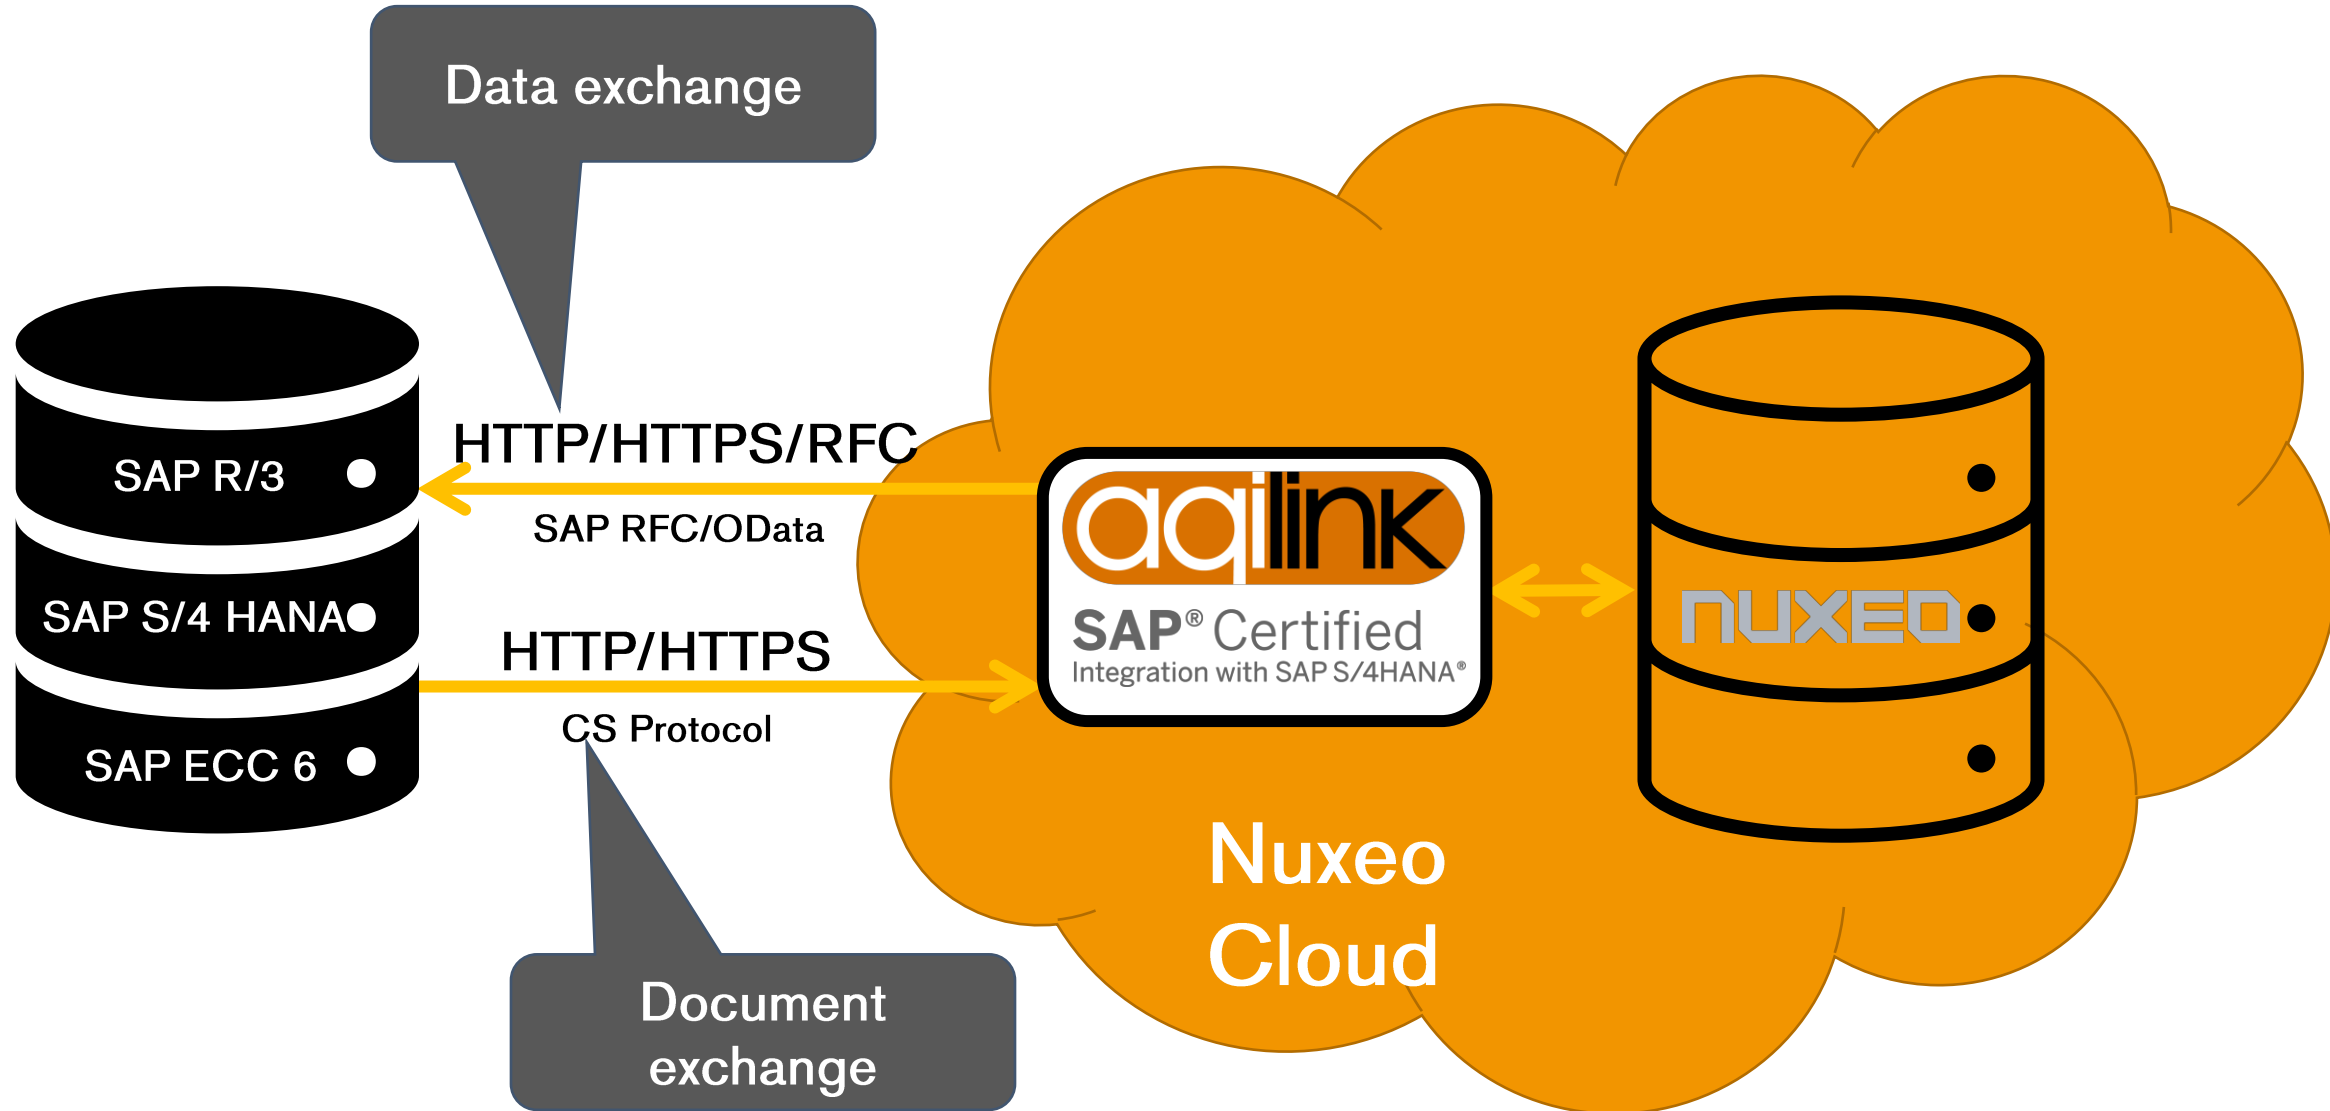 Data exchange
HTTP/HTTPS/RFC
SAP R/3
SAP RFC/OData
SAP S/4 HANA
HTTP/HTTPS
CS Protocol
SAP ECC 6
aqilink
SAP® Certified
Integration with SAP S/4HANA®
nuxeo
Nuxeo
Cloud
Document
exchange